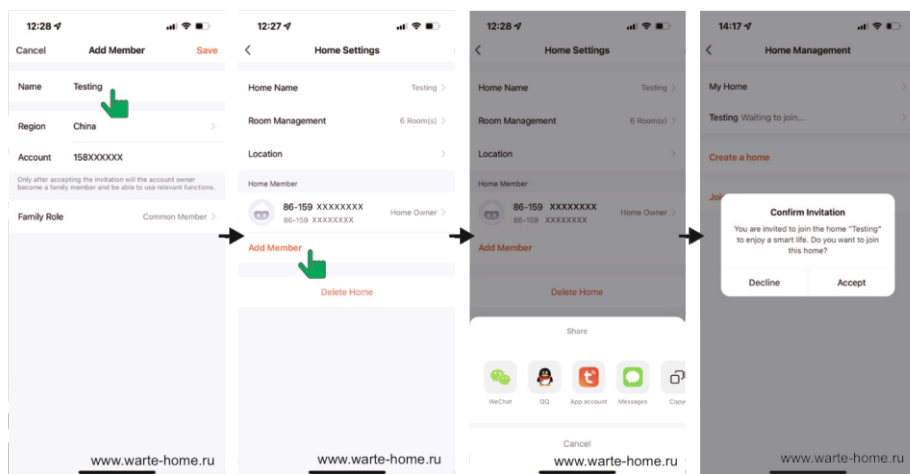 12:28
Cancel Add Member Save
Name Testing
Region China
Account 158XXXXXX
Only after accepting the invitation will the account owner
become a family member and be able to use relevant functions.
Family Role Common Member
www.warte-home.ru
12:27
Home Settings
Home Name Testing
Room Management 6 Room(s)
Location
Home Member
86-159 XXXXXXXX
86-159 XXXXXXXX
Home Owner
Add Member
Delete Home
www.warte-home.ru
12:28
Home Settings
Home Name Testing
Room Management 6 Room(s)
Location
Home Member
86-159 XXXXXXXX
86-159 XXXXXXXX
Home Owner
Add Member
Delete Home
Share
WeChat QQ App account Messages Copy
Cancel
www.warte-home.ru
14:17
Home Management
My Home
Testing Waiting to join...
Create a home
Confirm Invitation
You are invited to join the home "Testing"
to enjoy a smart life. Do you want to join
this home?
Decline Accept
www.warte-home.ru